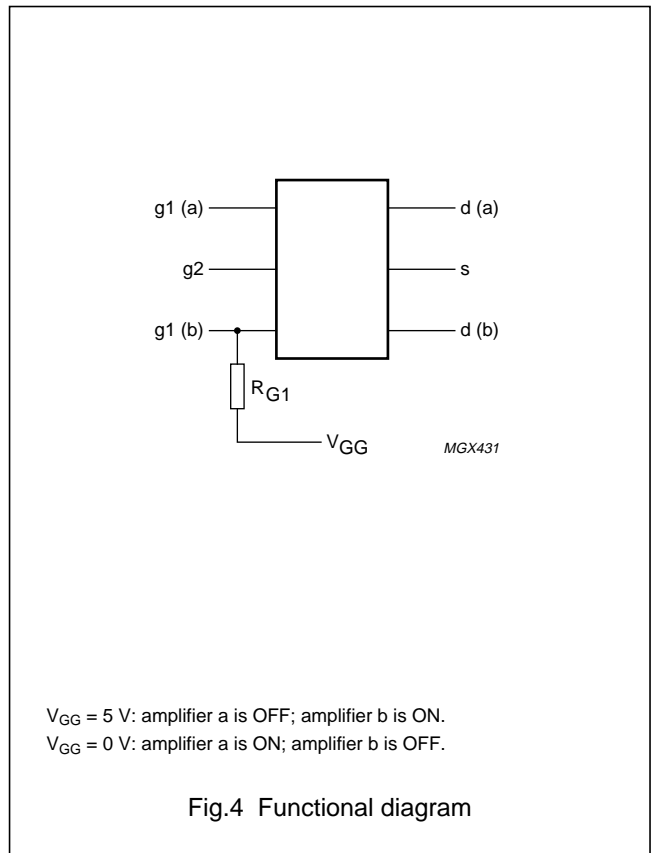 g1 (a)
d (a)
g2
s
g1 (b)
d (b)
RG1
VGG
MGX431
VGG = 5 V: amplifier a is OFF; amplifier b is ON.
VGG = 0 V: amplifier a is ON; amplifier b is OFF.
Fig.4 Functional diagram